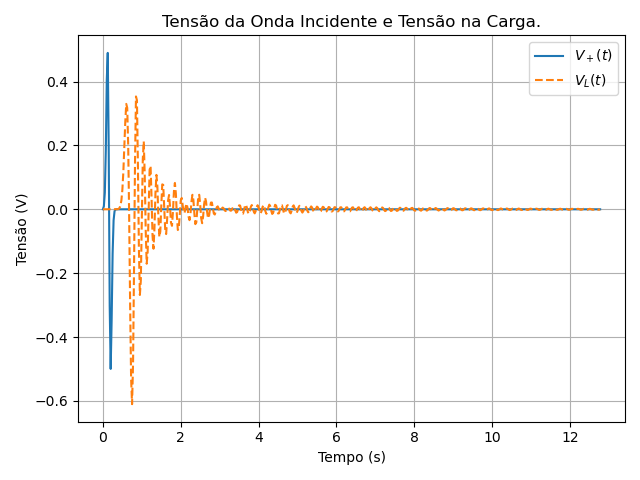 Tensão da Onda Incidente e Tensão na Carga.
V₊(t)
V_L(t)
Tensão (V)
0.4
0.2
0.0
−0.2
−0.4
−0.6
0 2 4 6 8 10 12
Tempo (s)